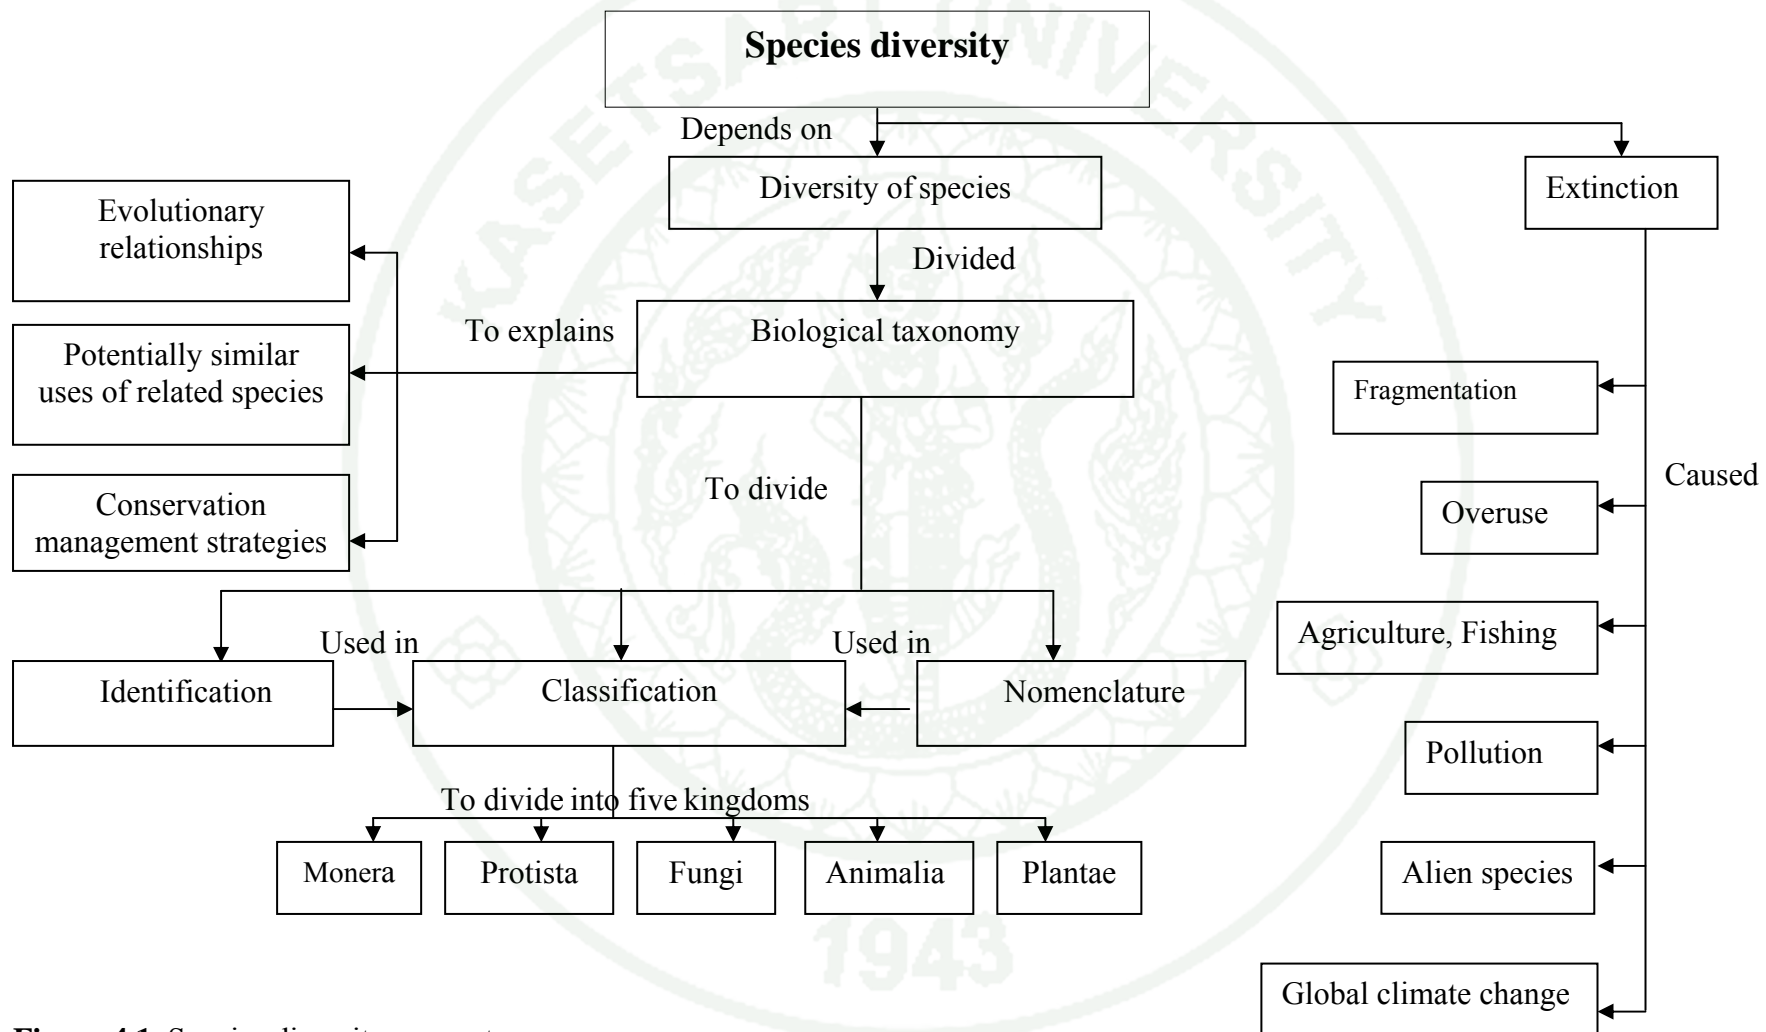 KASETSART UNIVERSITY
Species diversity
Depends on
Diversity of species
Extinction
Evolutionary
relationships
Divided
To explains
Biological taxonomy
Potentially similar
uses of related species
Fragmentation
Caused
Conservation
management strategies
To divide
Overuse
Agriculture, Fishing
Used in
Used in
Identification
Classification
Nomenclature
Pollution
To divide into five kingdoms
Monera
Protista
Fungi
Animalia
Plantae
Alien species
1943
Global climate change
Figure 4.1 Species diversity